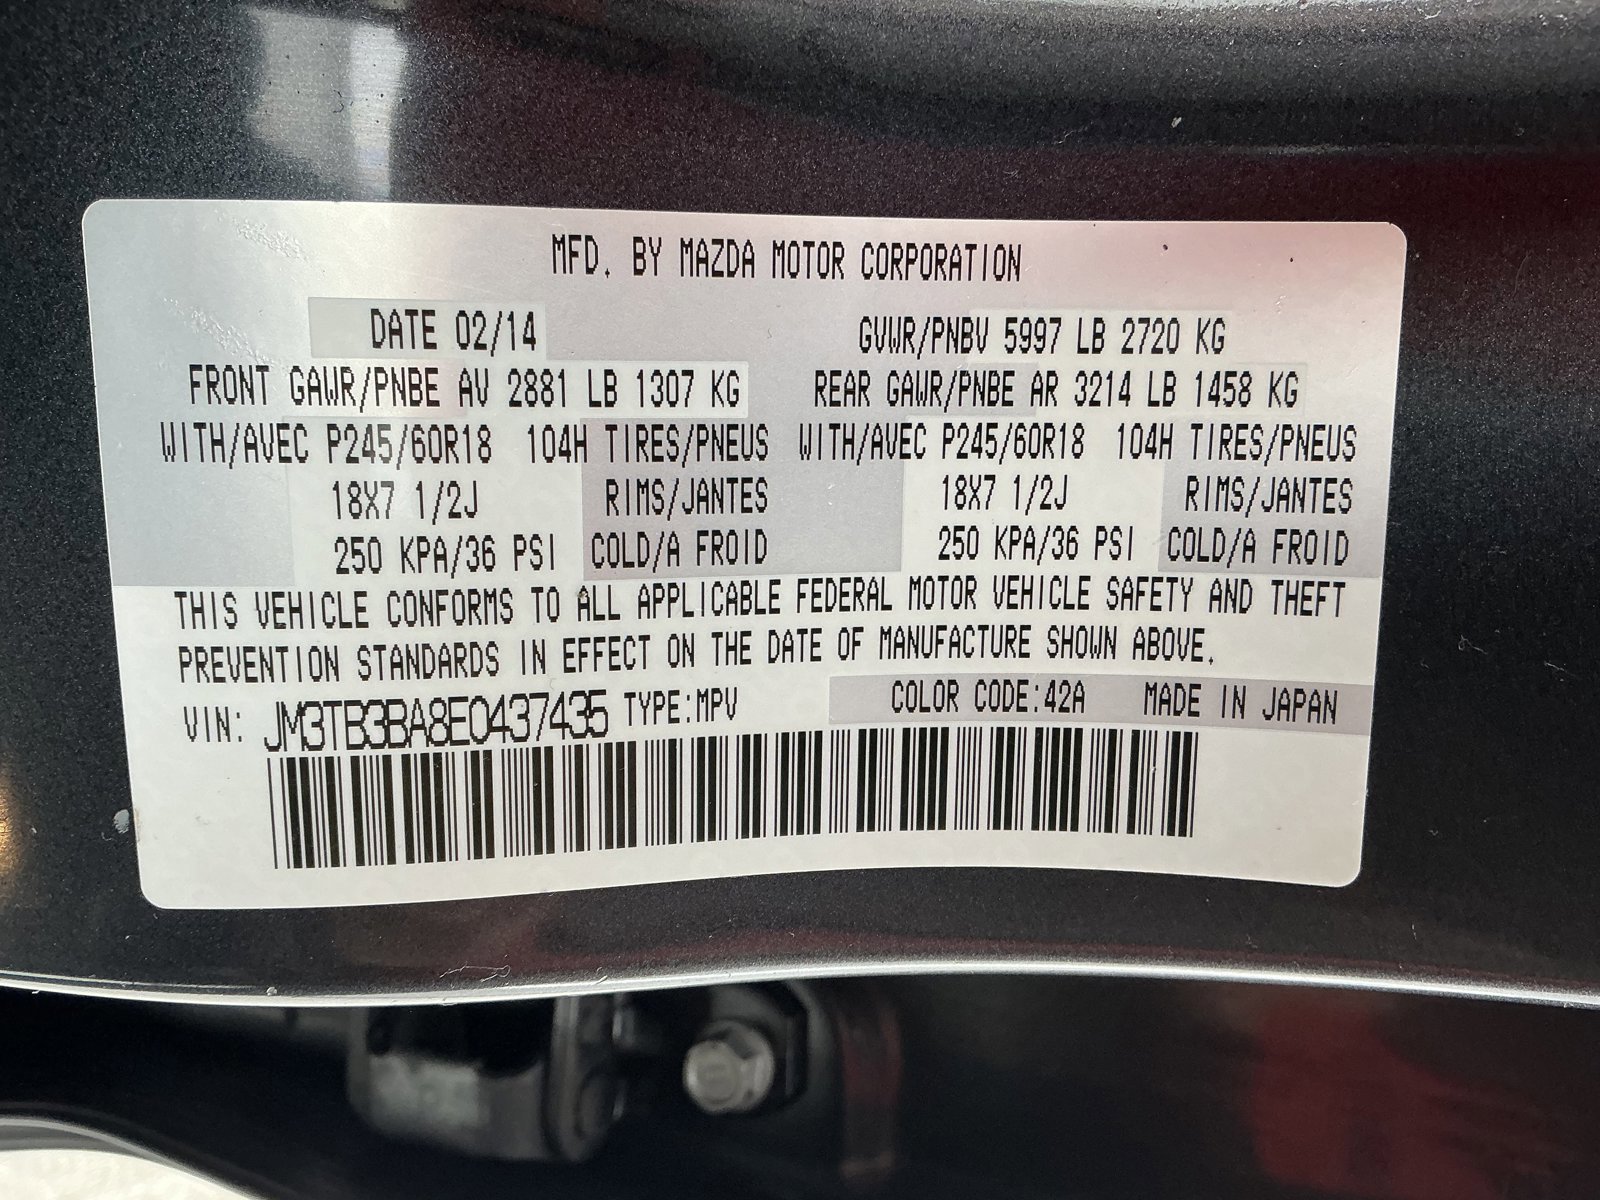 MFD. BY MAZDA MOTOR CORPORATION
DATE 02/14 GVWR/PNBV 5997 LB 2720 KG
FRONT GAWR/PNBE AV 2881 LB 1307 KG REAR GAWR/PNBE AR 3214 LB 1458 KG
WITH/AVEC P245/60R18 104H TIRES/PNEUS WITH/AVEC P245/60R18 104H TIRES/PNEUS
18X7 1/2J RIMS/JANTES 18X7 1/2J RIMS/JANTES
250 KPA/36 PSI COLD/A FROID 250 KPA/36 PSI COLD/A FROID
THIS VEHICLE CONFORMS TO ALL APPLICABLE FEDERAL MOTOR VEHICLE SAFETY AND THEFT
PREVENTION STANDARDS IN EFFECT ON THE DATE OF MANUFACTURE SHOWN ABOVE.
VIN: JM3TB3BA8E0437435 TYPE:MPV COLOR CODE:42A MADE IN JAPAN